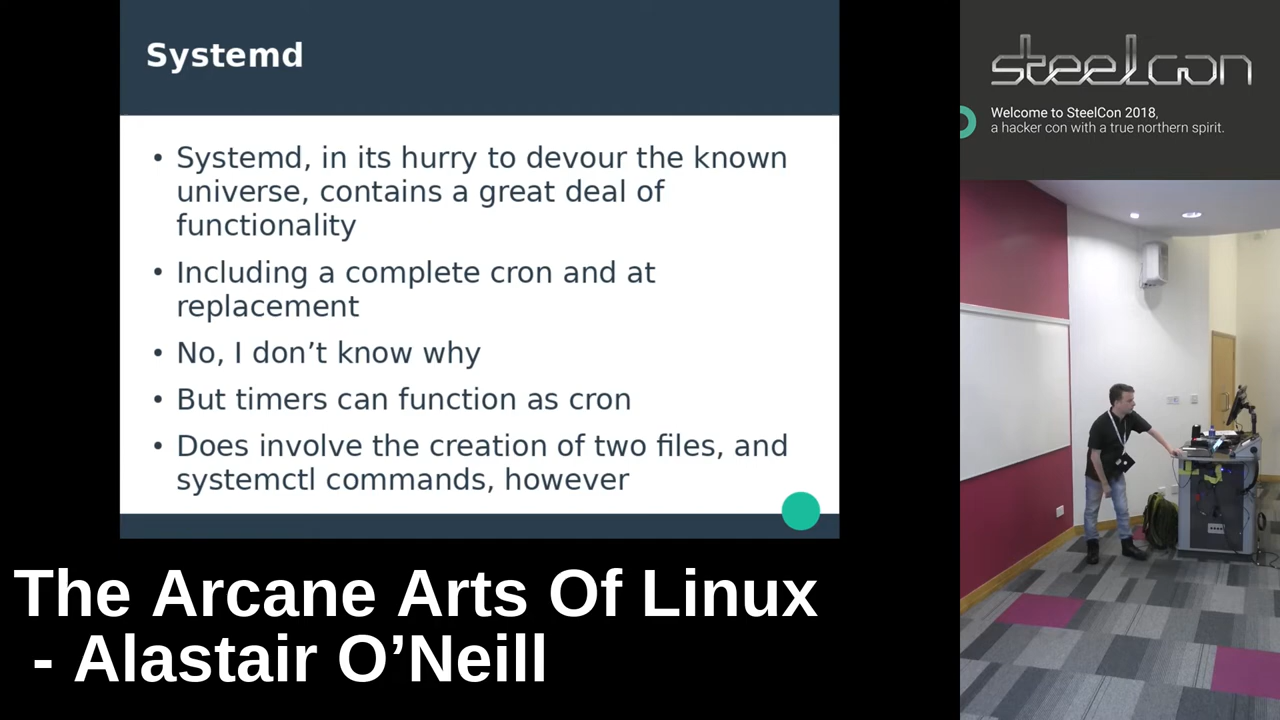 Systemd
• Systemd, in its hurry to devour the known
universe, contains a great deal of
functionality
• Including a complete cron and at
replacement
• No, I don’t know why
• But timers can function as cron
• Does involve the creation of two files, and
systemctl commands, however
The Arcane Arts Of Linux
- Alastair O’Neill
steelcon
Welcome to SteelCon 2018,
a hacker con with a true northern spirit.